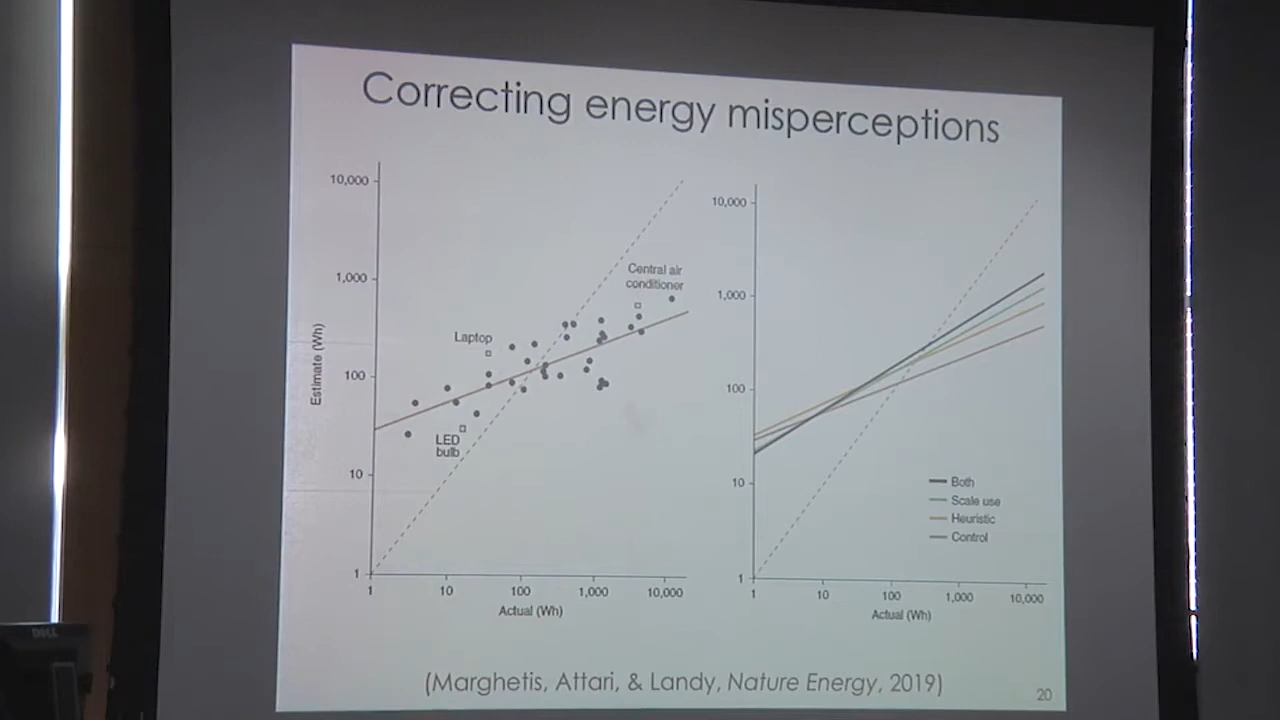 Correcting energy misperceptions
10,000
1,000
100
10
1
Estimate (Wh)
Laptop
LED
bulb
Central air
conditioner
1
10
100
1,000
10,000
Actual (Wh)
10,000
1,000
100
10
1
Both
Scale use
Heuristic
Control
1
10
100
1,000
10,000
Actual (Wh)
(Marghetis, Attari, & Landy, Nature Energy, 2019)
20
DELL